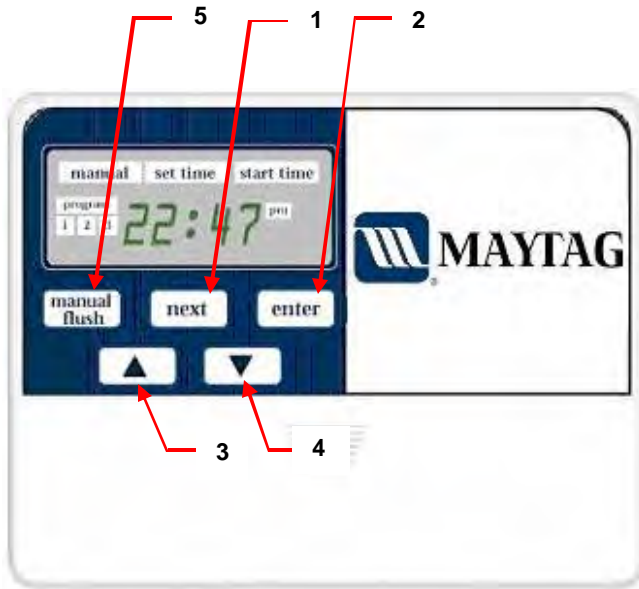 5 1 2
manual set time start time
program
1 2 3
22:47 pm
MAYTAG
®
manual flush
next
enter
▲ ▼
3 4